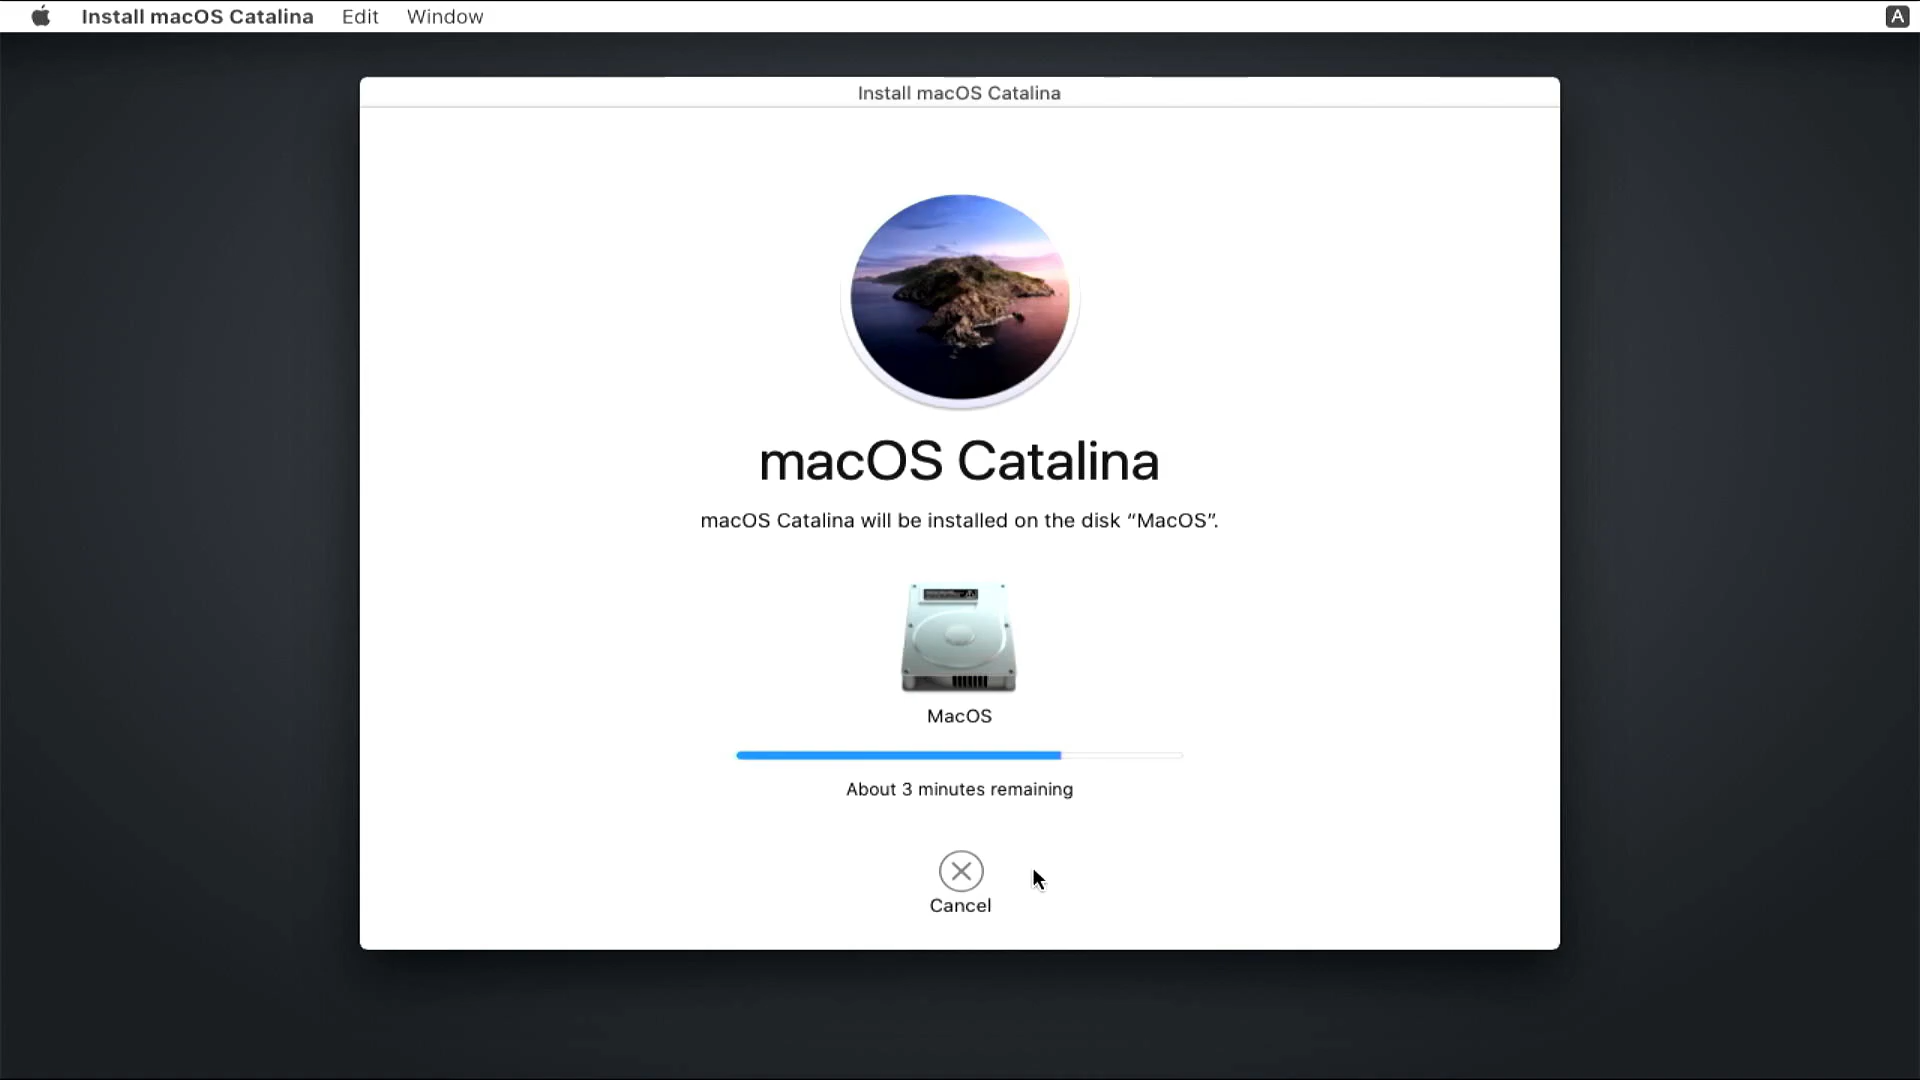 Install macOS Catalina Edit Window A
Install macOS Catalina
macOS Catalina
macOS Catalina will be installed on the disk “MacOS”.
MacOS
About 3 minutes remaining
Cancel